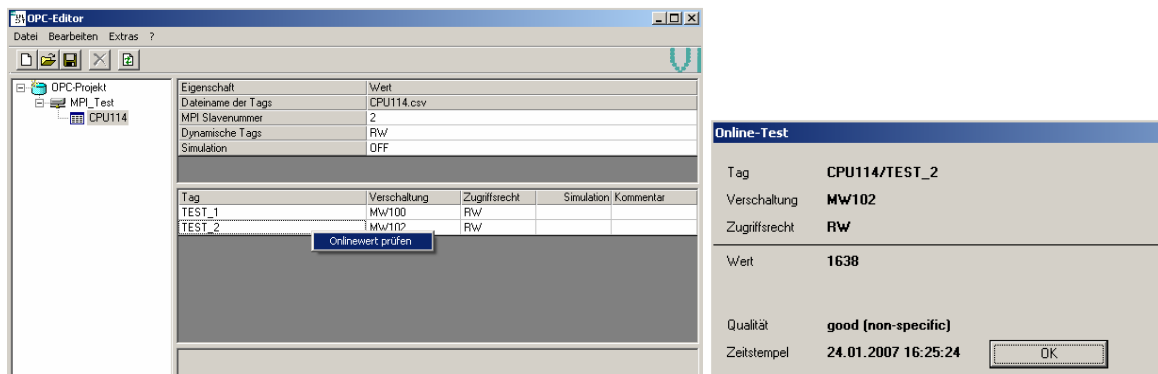 OPC-Editor
Datei Bearbeiten Extras ?
OPC-Projekt
MPI_Test
CPU114
Eigenschaft Wert
Dateiname der Tags CPU114.csv
MPI Slavenummer 2
Dynamische Tags RW
Simulation OFF
Tag Verschaltung Zugriffsrecht Simulation Kommentar
TEST_1 MW100 RW
TEST_2 MW102 RW
Onlinewert prüfen
Online-Test
Tag CPU114/TEST_2
Verschaltung MW102
Zugriffsrecht RW
Wert 1638
Qualität good (non-specific)
Zeitstempel 24.01.2007 16:25:24 OK